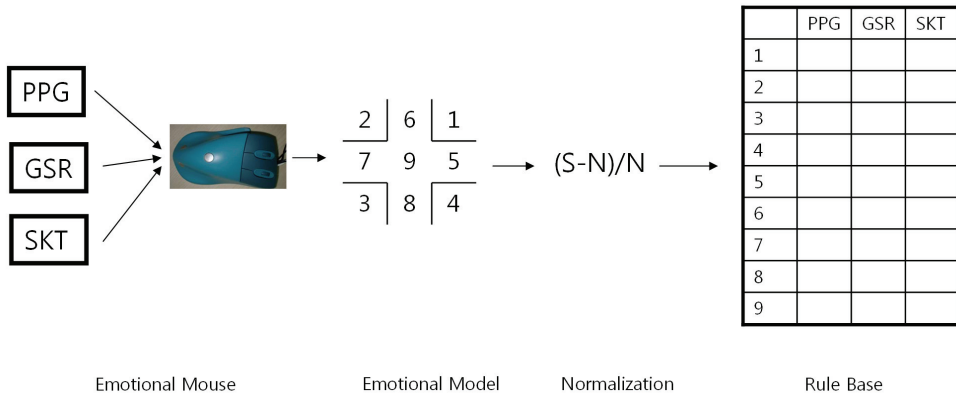 PPG
GSR
SKT
2 6 1
7 9 5
3 8 4
(S-N)/N
PPG GSR SKT
1
2
3
4
5
6
7
8
9
Emotional Mouse
Emotional Model
Normalization
Rule Base